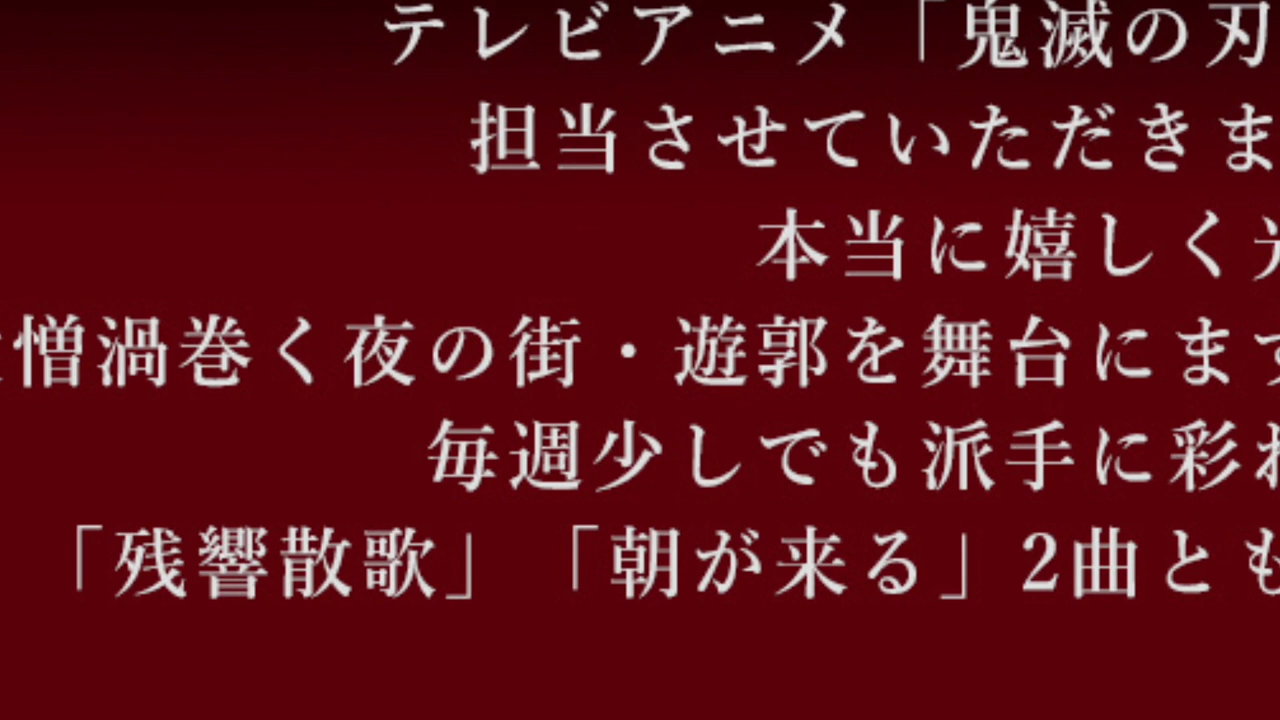 テレビアニメ「鬼滅の刃
担当させていただきま
本当に嬉しく
憎渦巻く夜の街・遊郭を舞台にます
毎週少しでも派手に彩れ
「残響散歌」「朝が来る」2曲とも